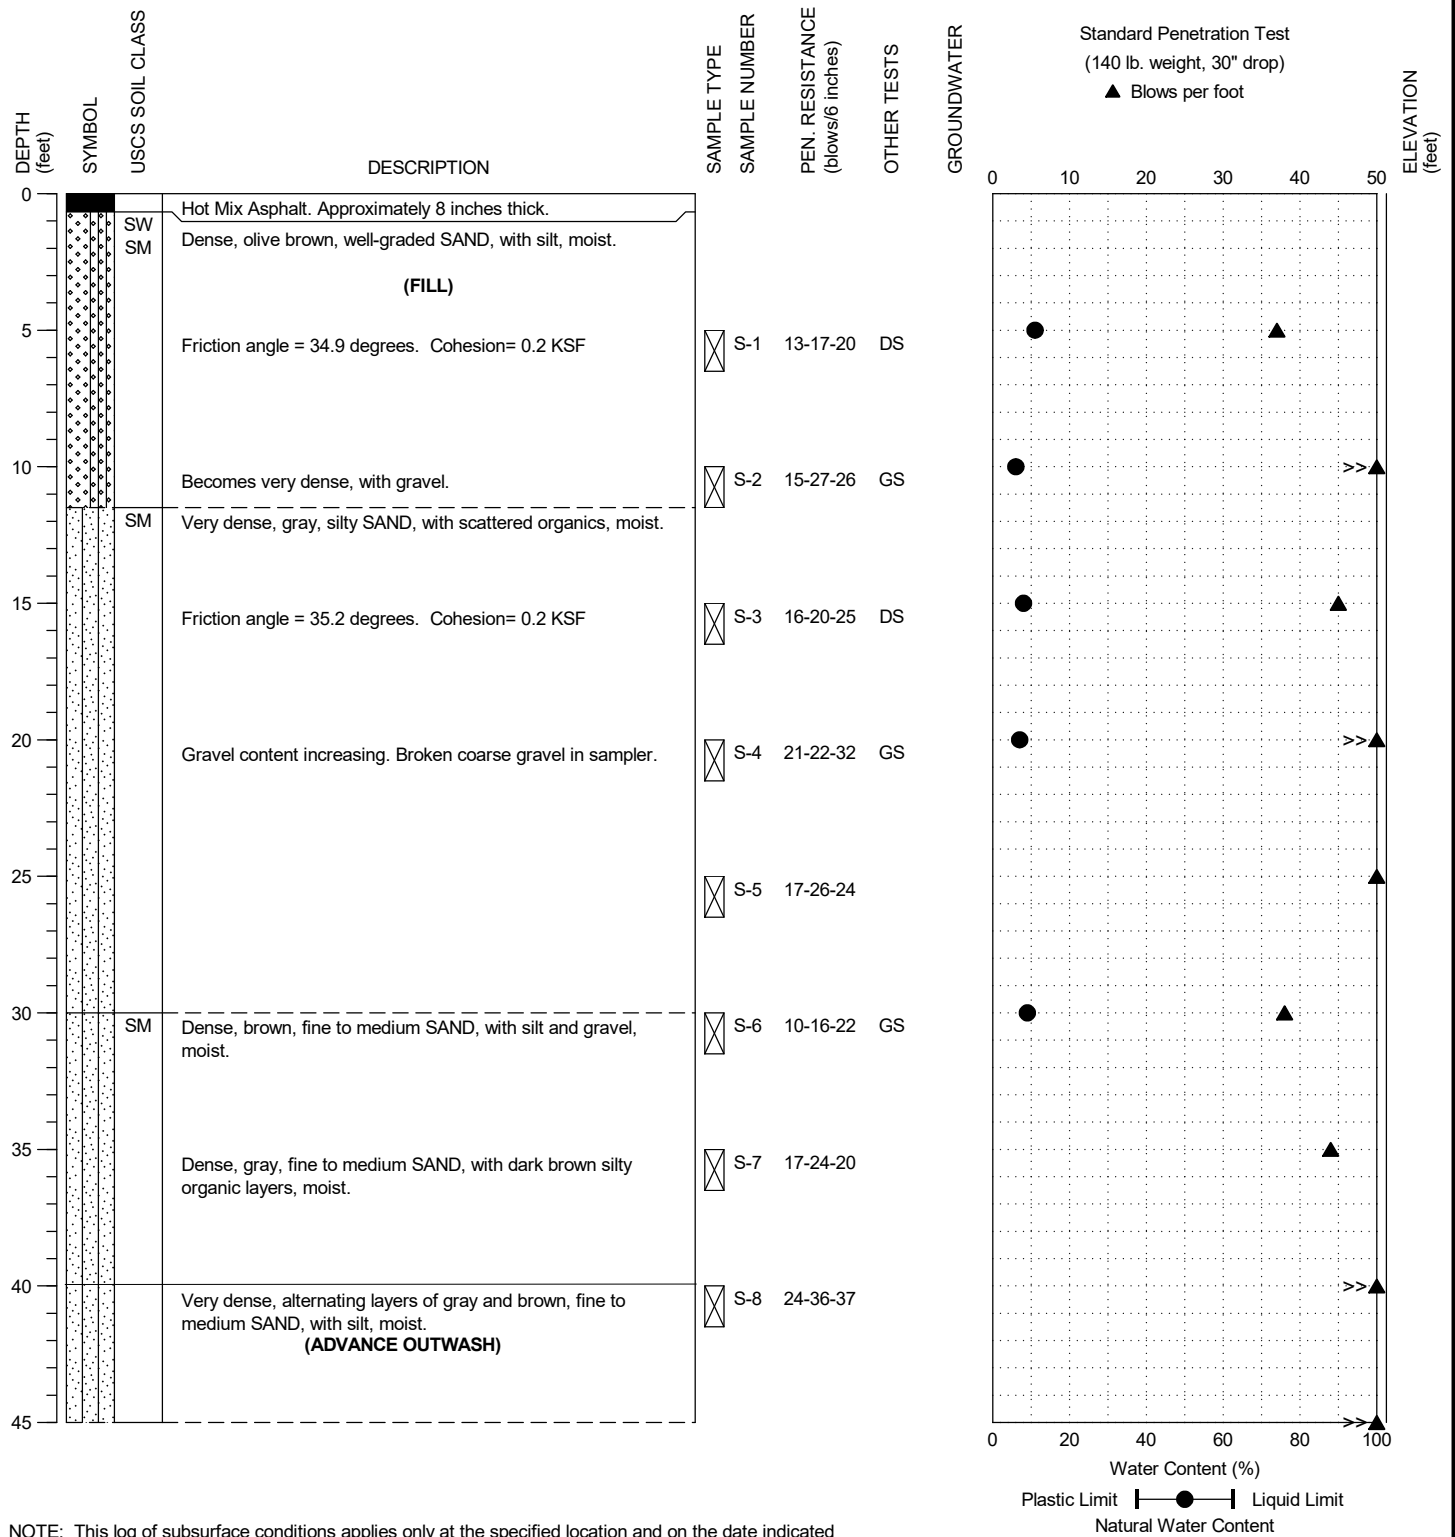 DEPTH
(feet)
SYMBOL
USCS SOIL CLASS
DESCRIPTION
SAMPLE TYPE
SAMPLE NUMBER
PEN. RESISTANCE
(blows/6 inches)
OTHER TESTS
GROUNDWATER
Standard Penetration Test
(140 lb. weight, 30" drop)
▲ Blows per foot
ELEVATION
(feet)
0 10 20 30 40 50
0
Hot Mix Asphalt. Approximately 8 inches thick.
SW
SM
Dense, olive brown, well-graded SAND, with silt, moist.
(FILL)
5
Friction angle = 34.9 degrees. Cohesion= 0.2 KSF
S-1 13-17-20 DS
10
Becomes very dense, with gravel.
S-2 15-27-26 GS
>>
SM
Very dense, gray, silty SAND, with scattered organics, moist.
15
Friction angle = 35.2 degrees. Cohesion= 0.2 KSF
S-3 16-20-25 DS
20
Gravel content increasing. Broken coarse gravel in sampler.
S-4 21-22-32 GS
>>
25
S-5 17-26-24
30
SM
Dense, brown, fine to medium SAND, with silt and gravel,
moist.
S-6 10-16-22 GS
35
Dense, gray, fine to medium SAND, with dark brown silty
organic layers, moist.
S-7 17-24-20
40
Very dense, alternating layers of gray and brown, fine to
medium SAND, with silt, moist.
(ADVANCE OUTWASH)
S-8 24-36-37
>>
45
>>
0 20 40 60 80 100
Water Content (%)
Plastic Limit Liquid Limit
Natural Water Content
NOTE: This log of subsurface conditions applies only at the specified location and on the date indicated